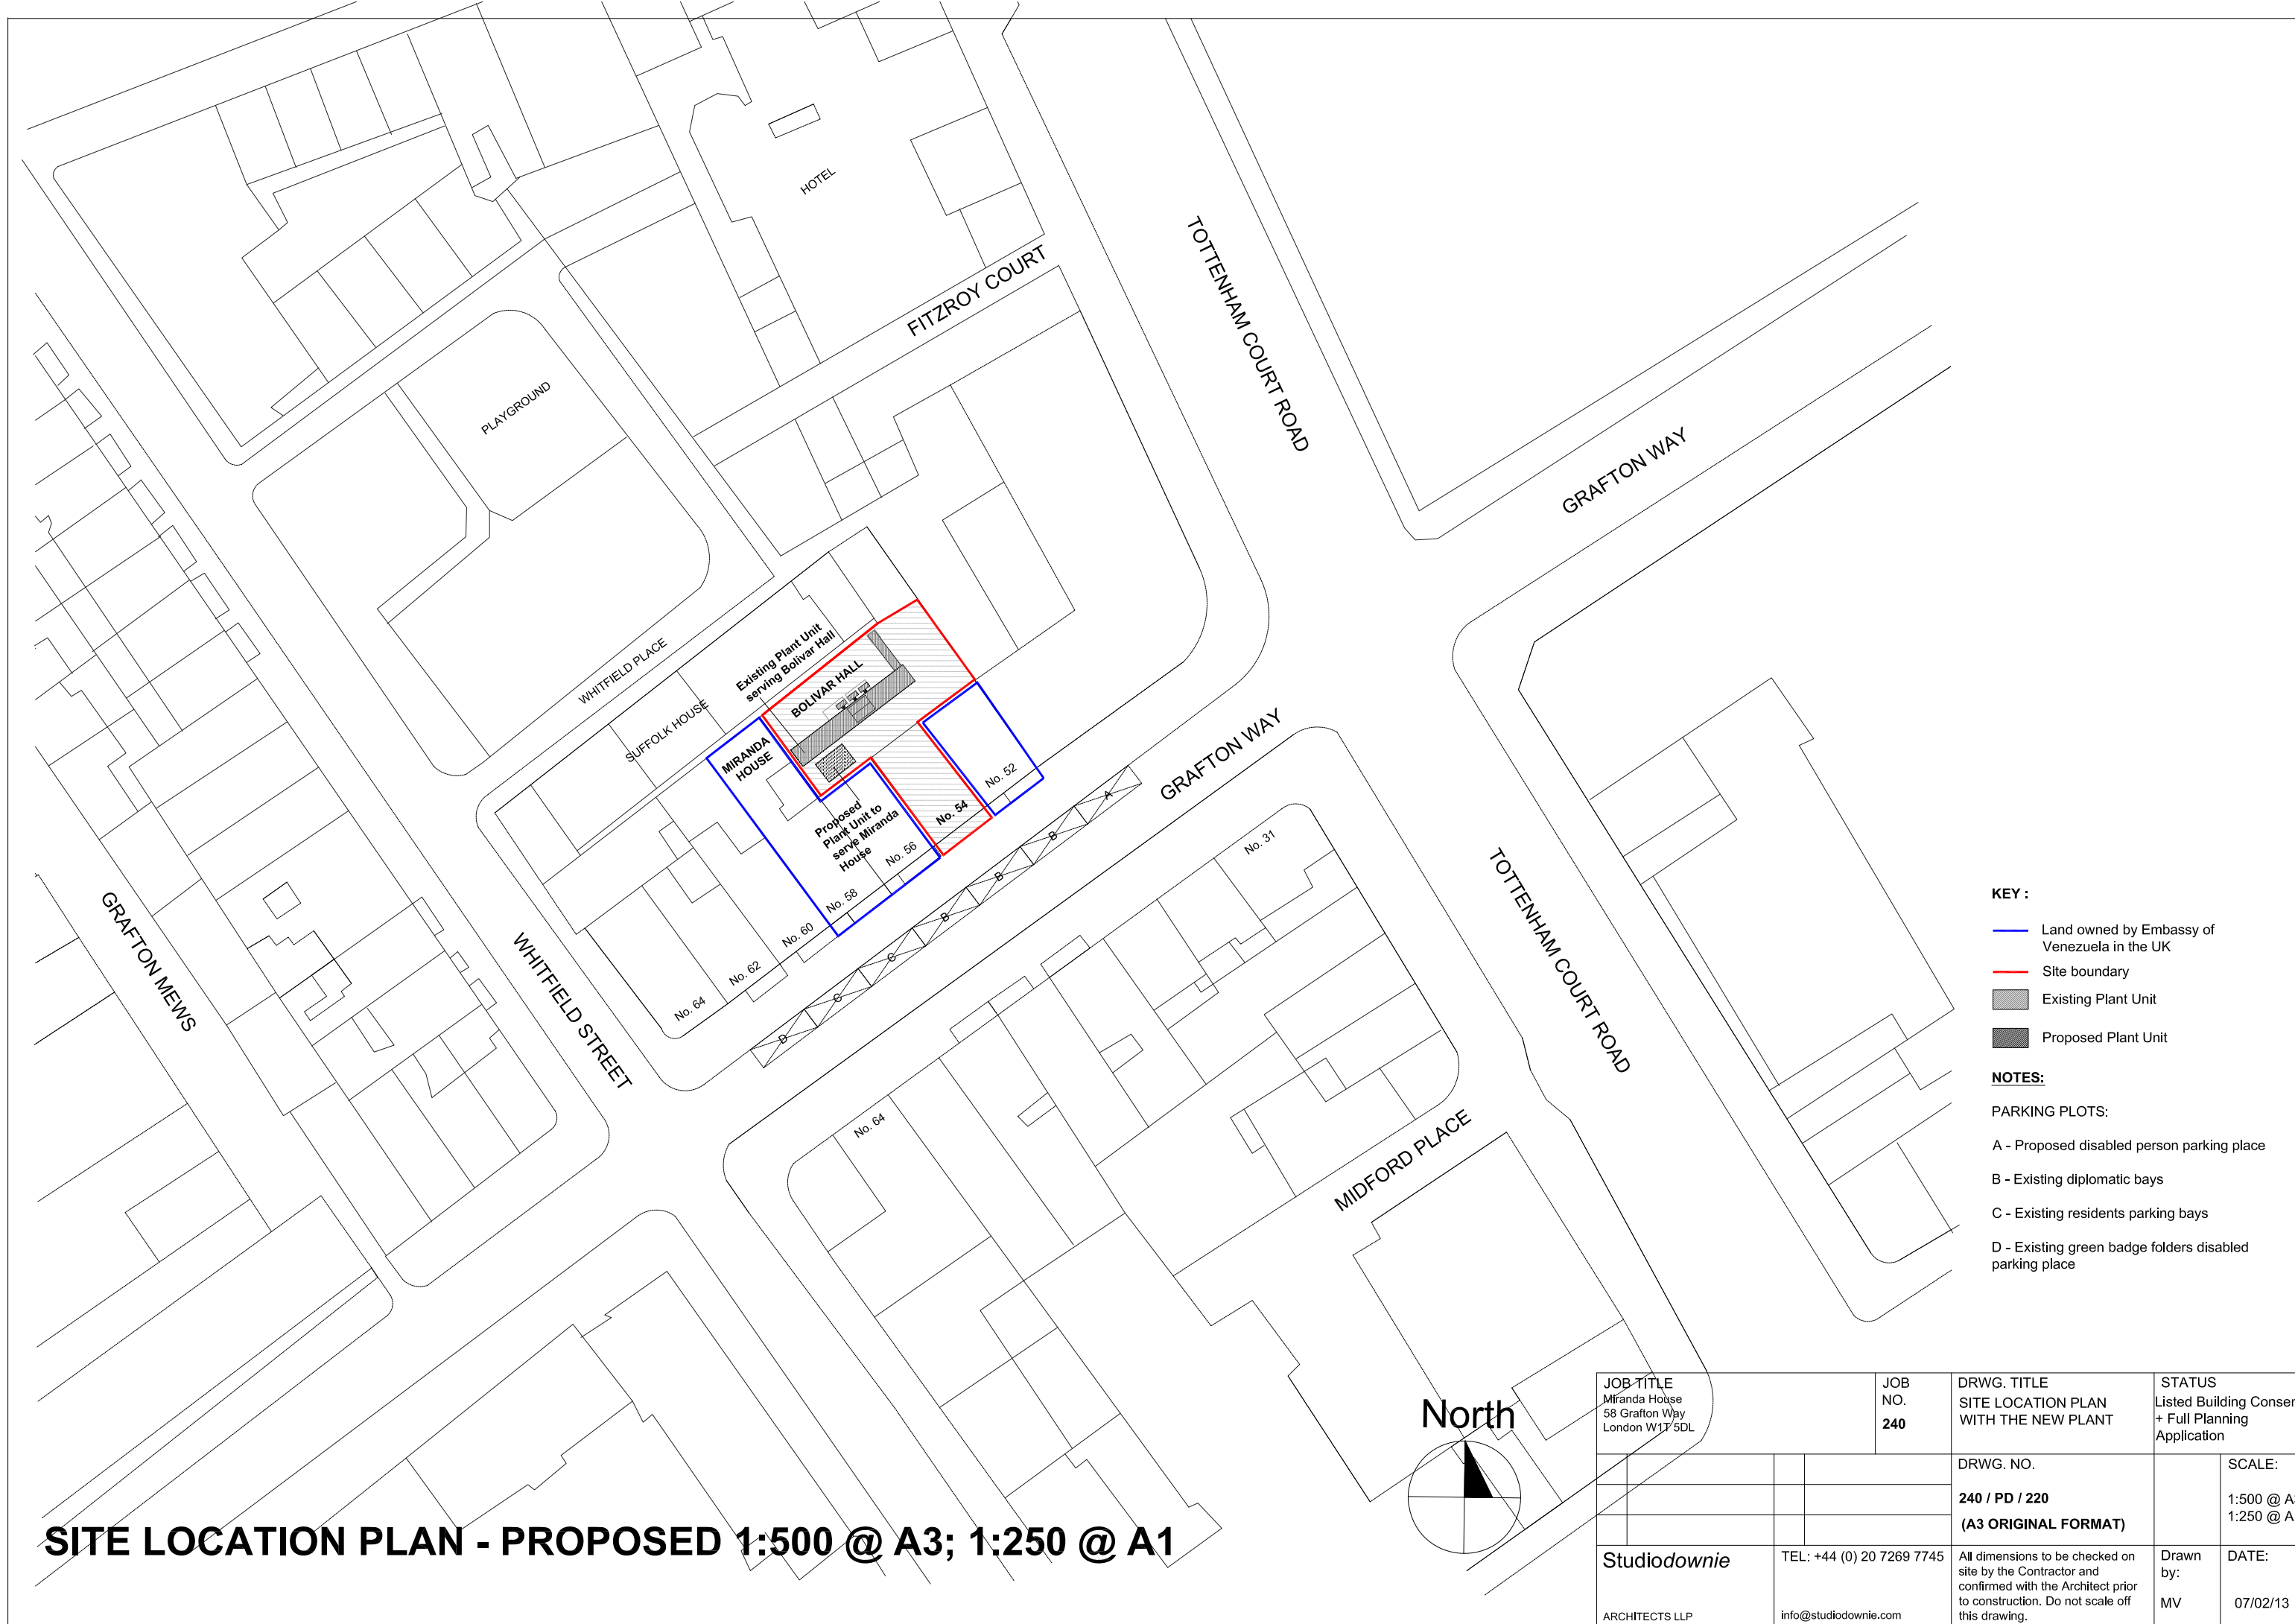 HOTEL
FITZROY COURT
TOTTENHAM COURT ROAD
GRAFTON WAY
PLAYGROUND
WHITFIELD PLACE
SUFFOLK HOUSE
Existing Plant Unit
serving Bolivar Hall
BOLIVAR HALL
MIRANDA
HOUSE
Proposed
Plant Unit to
serve Miranda
House
No. 52
No. 54
No. 56
No. 58
No. 60
No. 62
No. 64
A
B
B
B
B
C
C
D
GRAFTON WAY
No. 31
No. 64
GRAFTON MEWS
WHITFIELD STREET
TOTTENHAM COURT ROAD
MIDFORD PLACE
KEY :
Land owned by Embassy of
Venezuela in the UK
Site boundary
Existing Plant Unit
Proposed Plant Unit
NOTES:
PARKING PLOTS:
A - Proposed disabled person parking place
B - Existing diplomatic bays
C - Existing residents parking bays
D - Existing green badge folders disabled
parking place
North
SITE LOCATION PLAN - PROPOSED 1:500 @ A3; 1:250 @ A1
JOB TITLE
Miranda House
58 Grafton Way
London W1T 5DL
JOB
NO.
240
DRWG. TITLE
SITE LOCATION PLAN
WITH THE NEW PLANT
STATUS
Listed Building
+ Full Planning
Application
DRWG. NO.
240 / PD / 220
(A3 ORIGINAL FORMAT)
SCALE:
1:500 @
1:250 @
Studiodownie
ARCHITECTS LLP
TEL: +44 (0) 20 7269 7745
info@studiodownie.com
All dimensions to be checked on
site by the Contractor and
confirmed with the Architect prior
to construction. Do not scale off
this drawing.
Drawn
by:
MV
DATE:
07/02/13